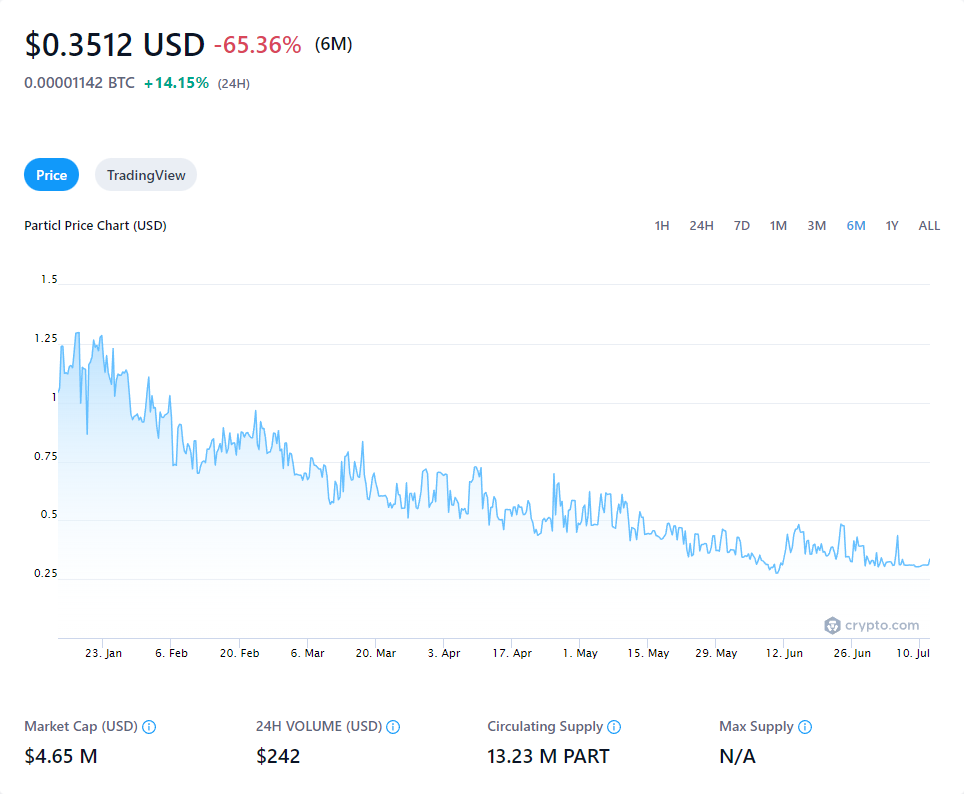 $0.3512 USD -65.36% (6M)
0.00001142 BTC +14.15% (24H)
Price TradingView
Particl Price Chart (USD) 1H 24H 7D 1M 3M 6M 1Y ALL
1.5
1.25
1
0.75
0.5
0.25
crypto.com
23. Jan 6. Feb 20. Feb 6. Mar 20. Mar 3. Apr 17. Apr 1. May 15. May 29. May 12. Jun 26. Jun 10. Jul
Market Cap (USD) 24H VOLUME (USD) Circulating Supply Max Supply
$4.65 M $242 13.23 M PART N/A